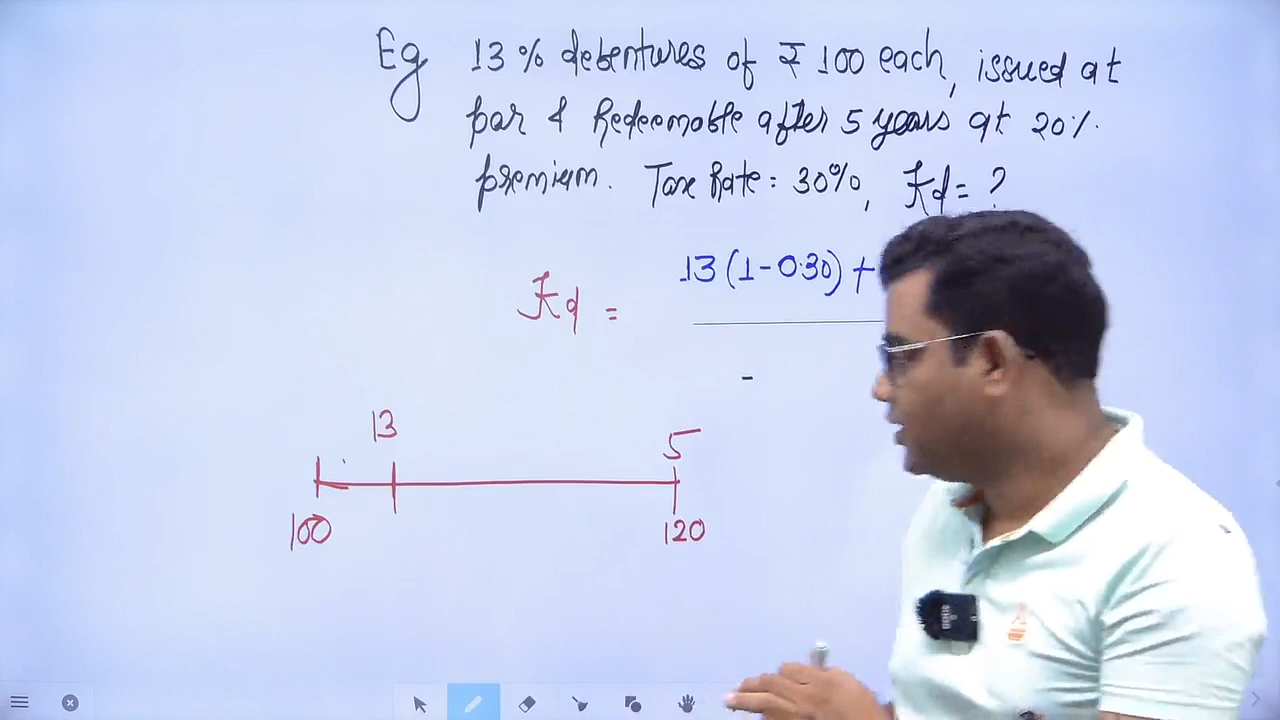 Eg 13% debentures of ₹100 each, issued at
par & Redeemable after 5 years at 20%
premium. Tax Rate: 30%, Kd = ?
13(1-0.30)+
Kd =
13
5
100
120